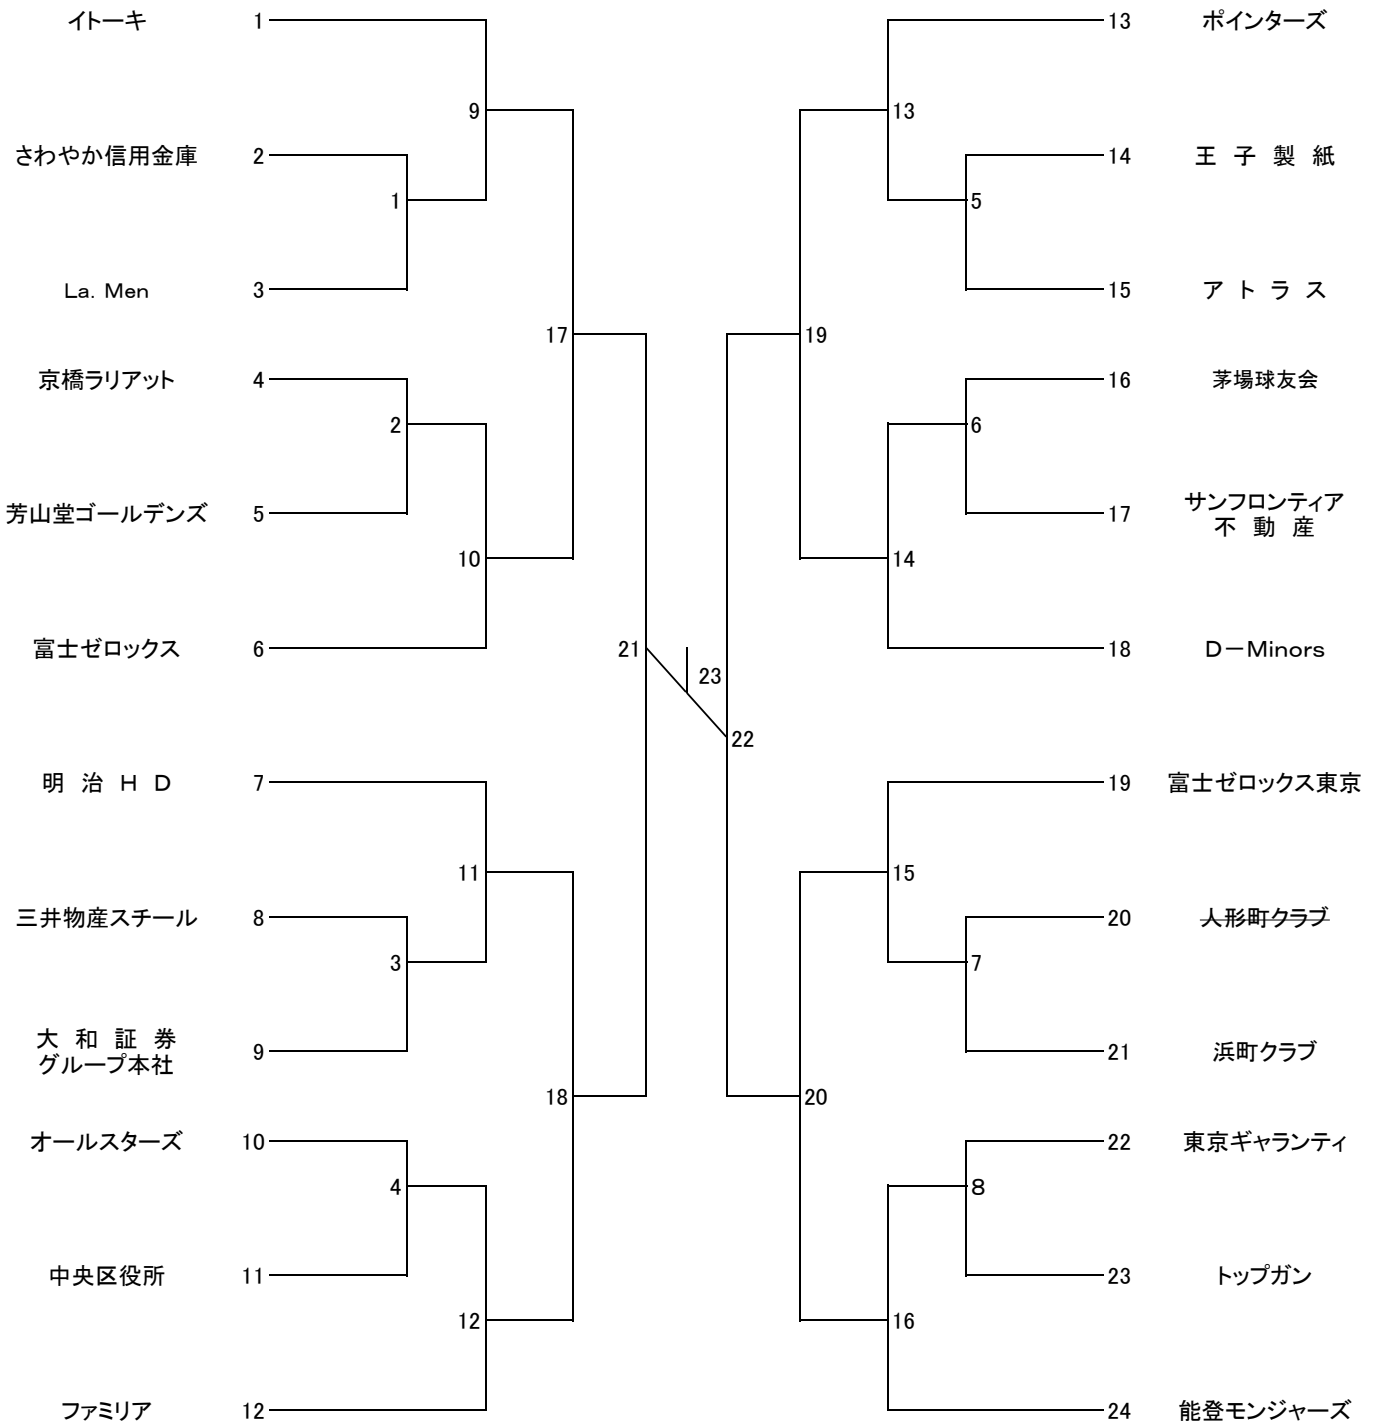 イトーキ 1
9
さわやか信用金庫 2
1
La. Men 3
17
京橋ラリアット 4
2
芳山堂ゴールデンズ 5
10
富士ゼロックス 6
21
明 治 H D 7
11
三井物産スチール 8
3
大 和 証 券
グループ本社 9
18
オールスターズ 10
4
中央区役所 11
12
ファミリア 12
23
22
13 ポインターズ
13
14 王 子 製 紙
5
15 ア ト ラ ス
19
16 茅場球友会
6
17 サンフロンティア
不 動 産
14
18 D-Minors
19 富士ゼロックス東京
15
20 人形町クラブ
7
21 浜町クラブ
20
22 東京ギャランティ
8
23 トップガン
16
24 能登モンジャーズ